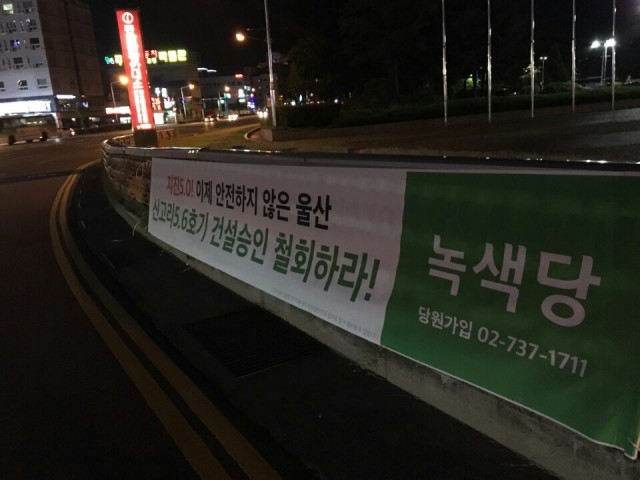 지진5.0! 이제 안전하지 않은 울산
신고리5.6호기 건설승인 철회하라!
녹색당
당원가입 02-737-1711